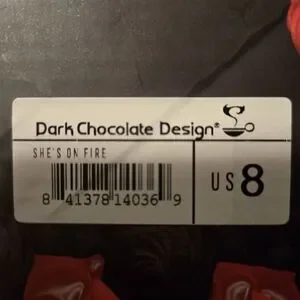 Dark Chocolate Design®
SHE'S ON FIRE
US 8
8 41378 14036 9